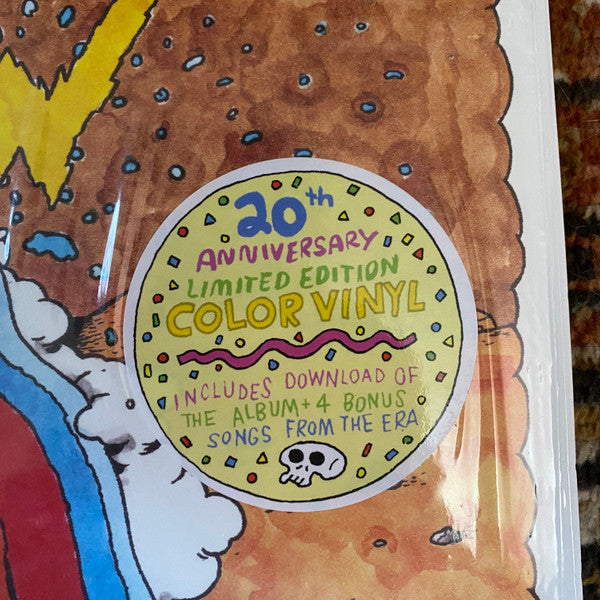 20th
ANNIVERSARY
LIMITED EDITION
COLOR VINYL
INCLUDES DOWNLOAD OF
THE ALBUM + 4 BONUS
SONGS FROM THE ERA